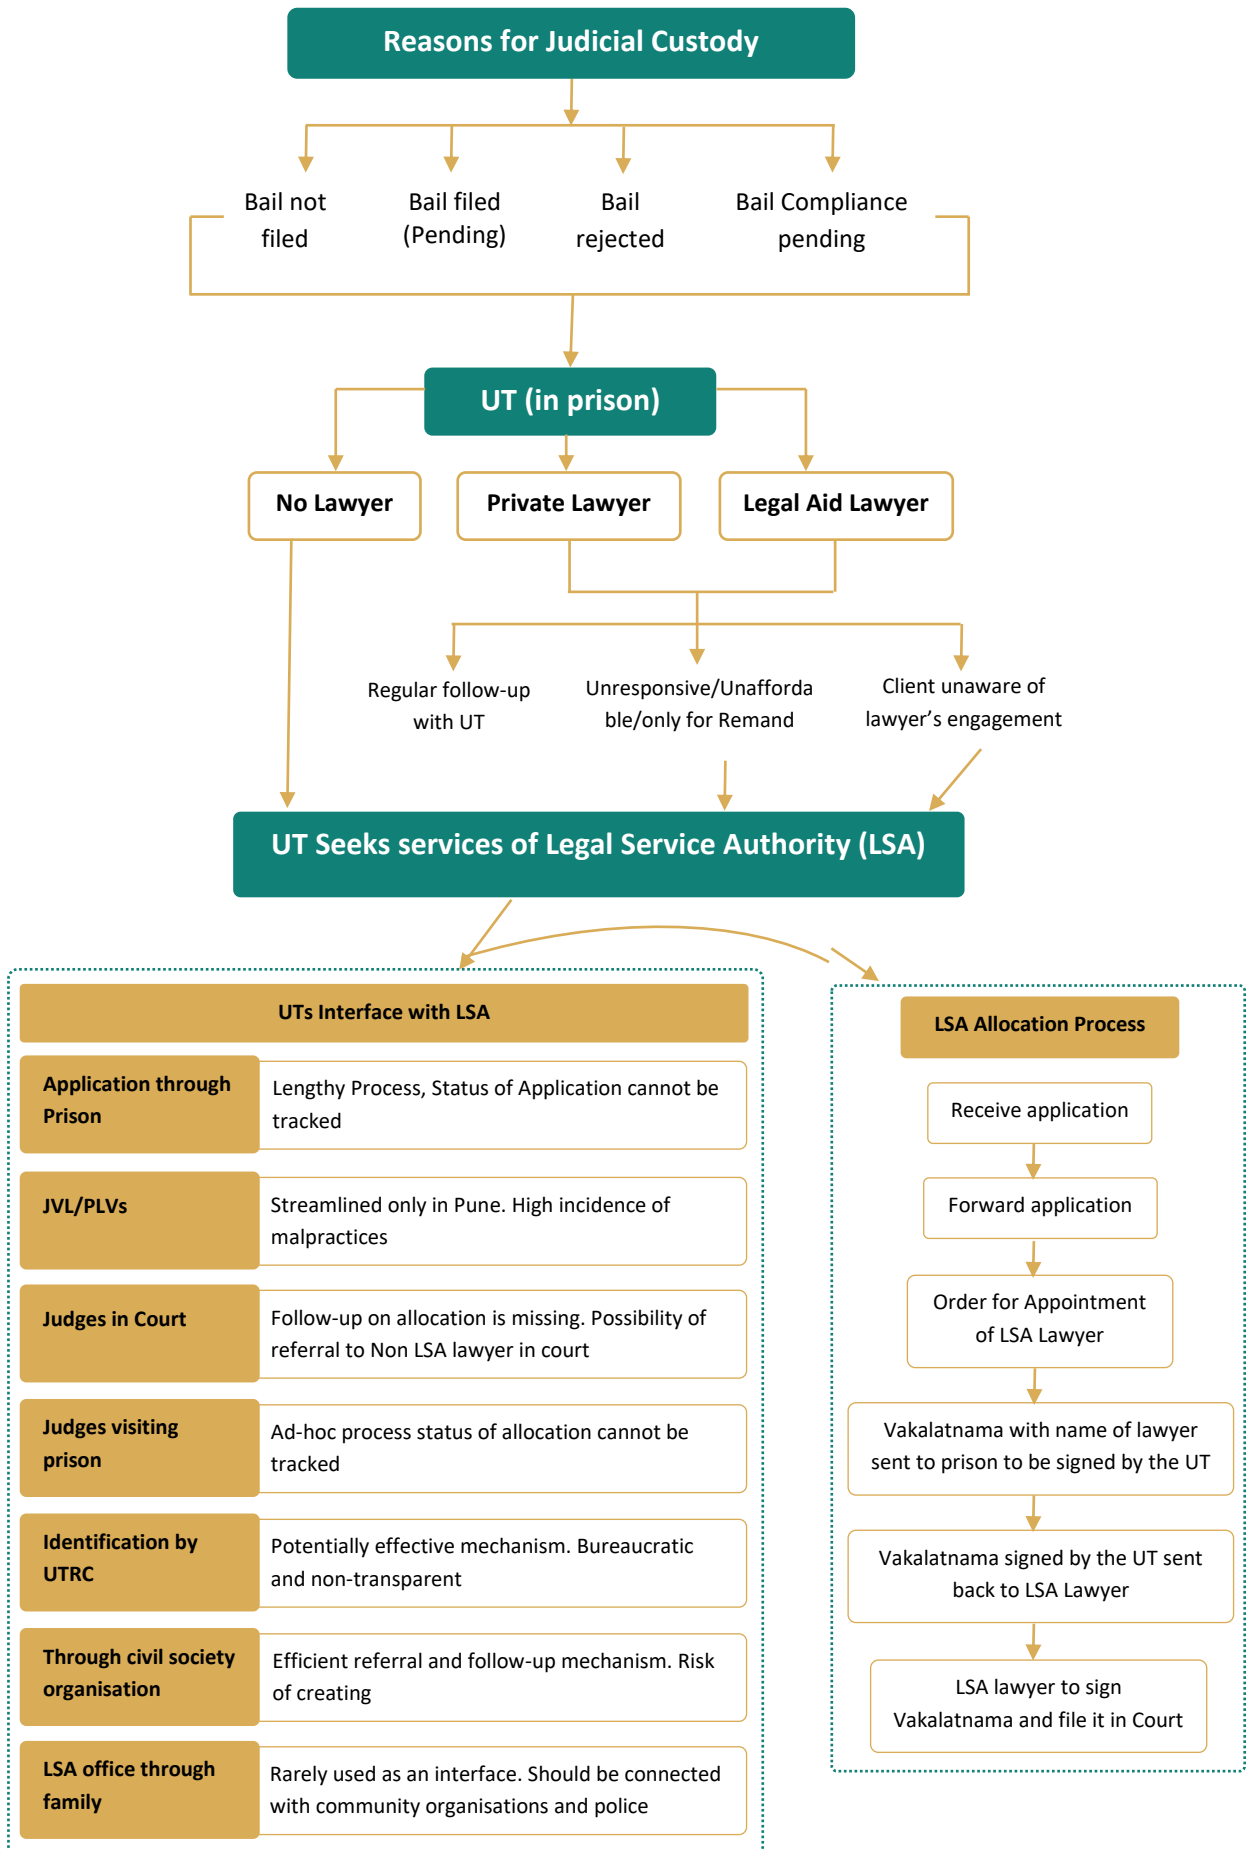 Reasons for Judicial Custody
Bail not
filed
Bail filed
(Pending)
Bail
rejected
Bail Compliance
pending
UT (in prison)
No Lawyer
Private Lawyer
Legal Aid Lawyer
Regular follow-up
with UT
Unresponsive/Unafforda
ble/only for Remand
Client unaware of
lawyer’s engagement
UT Seeks services of Legal Service Authority (LSA)
UTs Interface with LSA
Application through
Prison
Lengthy Process, Status of Application cannot be
tracked
JVL/PLVs
Streamlined only in Pune. High incidence of
malpractices
Judges in Court
Follow-up on allocation is missing. Possibility of
referral to Non LSA lawyer in court
Judges visiting
prison
Ad-hoc process status of allocation cannot be
tracked
Identification by
UTRC
Potentially effective mechanism. Bureaucratic
and non-transparent
Through civil society
organisation
Efficient referral and follow-up mechanism. Risk
of creating
LSA office through
family
Rarely used as an interface. Should be connected
with community organisations and police
LSA Allocation Process
Receive application
Forward application
Order for Appointment
of LSA Lawyer
Vakalatnama with name of lawyer
sent to prison to be signed by the UT
Vakalatnama signed by the UT sent
back to LSA Lawyer
LSA lawyer to sign
Vakalatnama and file it in Court